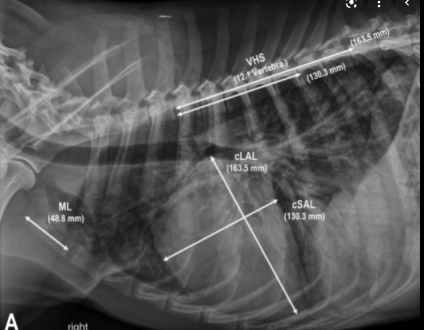 (163.5 mm)
VHS
(12.1 Vertebra)
(130.3 mm)
cLAL
(163.5 mm)
ML
(48.8 mm)
cSAL
(130.3 mm)
A
right